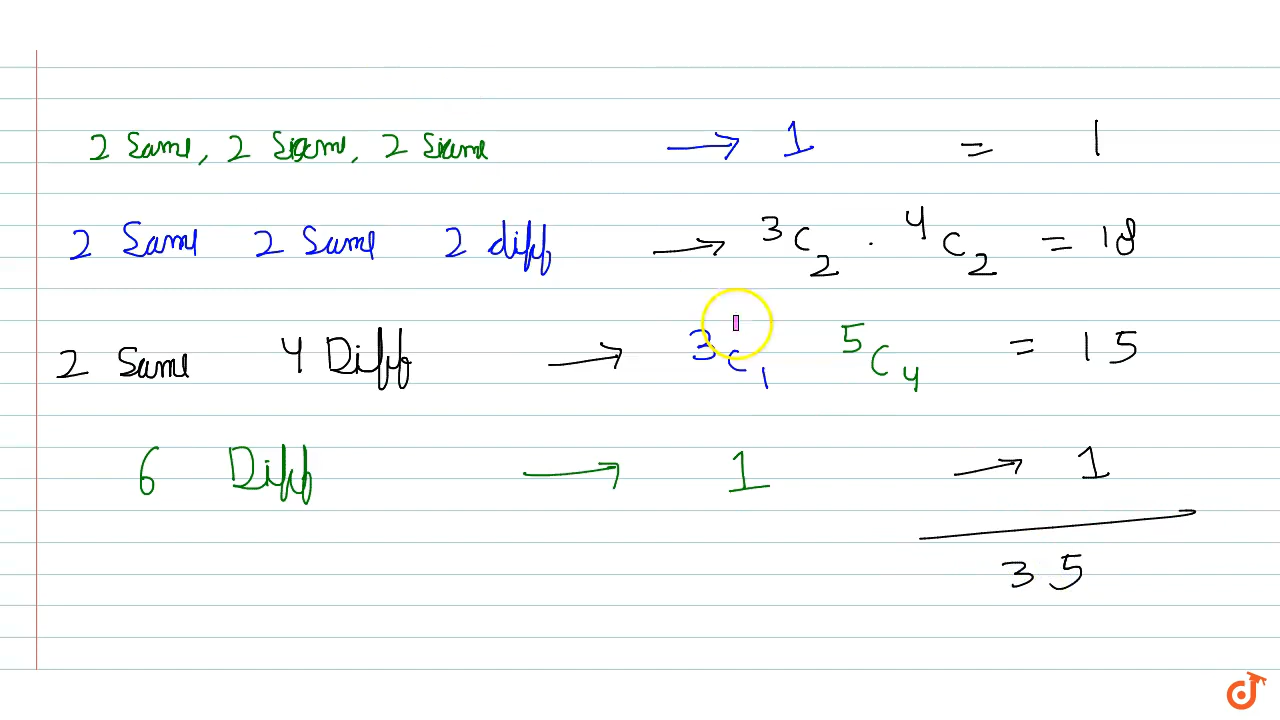 2 Same, 2 Same, 2 Same → 1 = 1
2 Same 2 Same 2 diff → ³C₂ . ⁴C₂ = 18
2 Same 4 Diff → ³C₁ ⁵C₄ = 15
6 Diff → 1 → 1
35